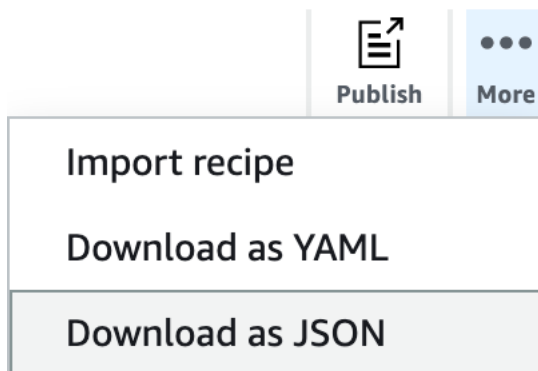 Publish
More
Import recipe
Download as YAML
Download as JSON